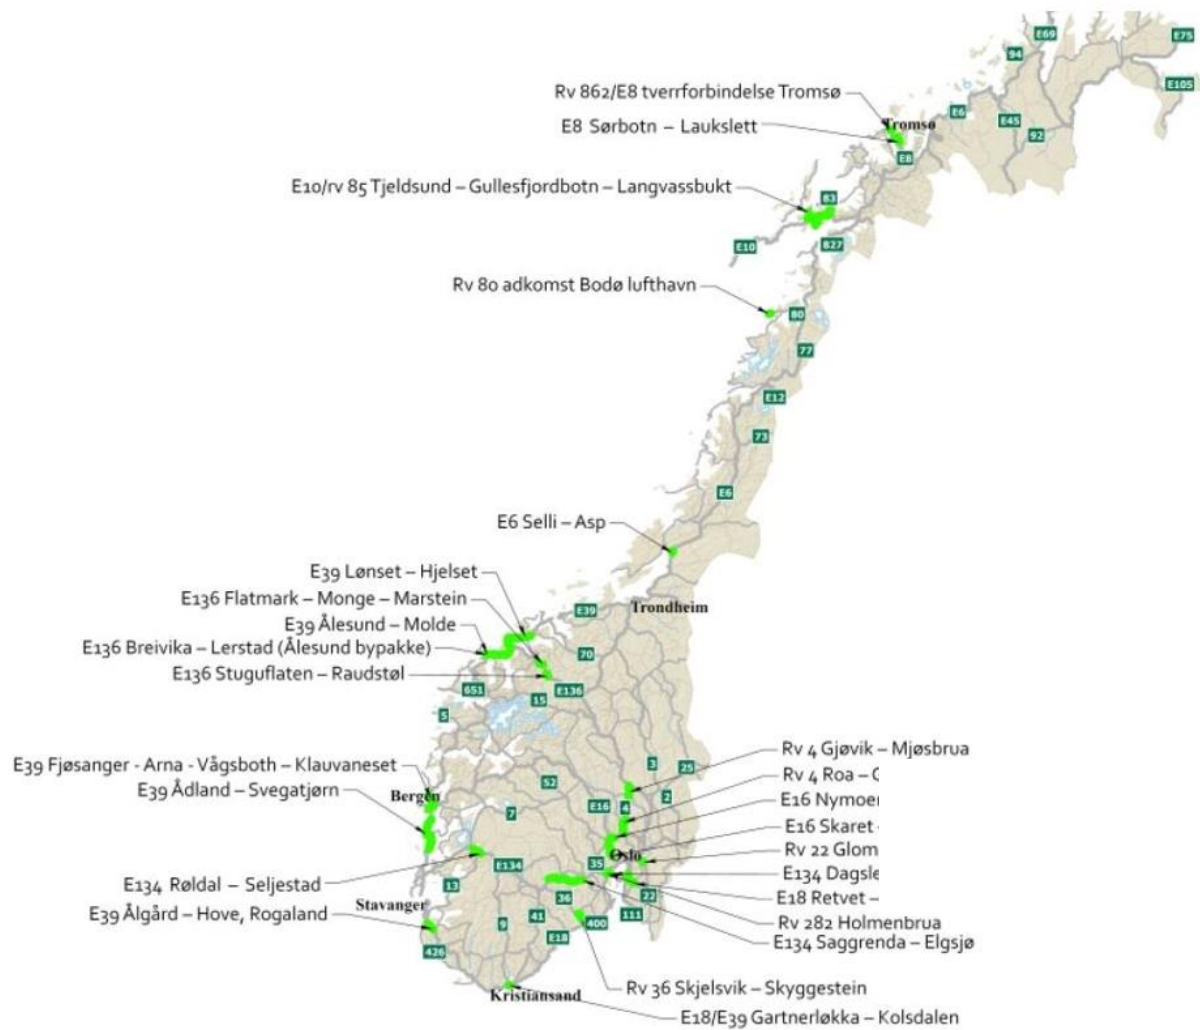 E69
E75
94
E105
Rv 862/E8 tverrforbindelse Tromsø
E6
Tromsø
E45
E8 Sørbotn – Laukslett
92
E8
E10/rv 85 Tjeldsund – Gullesfjordbotn – Langvassbukt
83
E10
827
Rv 80 adkomst Bodø lufthavn
80
77
E12
73
E6
E6 Selli – Asp
E39 Lønset – Hjelset
E136 Flatmark – Monge – Marstein
E39
Trondheim
E39 Ålesund – Molde
E136 Breivika – Lerstad (Ålesund bypakke)
70
E136 Stuguflaten – Raudstøl
651
E136
15
5
Rv 4 Gjøvik – Mjøsbrua
E39 Fjøsanger - Arna - Vågsboth – Klauvaneset
3
25
Rv 4 Roa –
52
E39 Ådland – Svegatjørn
Bergen
2
E16
4
7
E16 Nymoen
E16 Skaret
Oslo
Rv 22 Glom
35
E134
E134 Dagsle
E134 Røldal – Seljestad
13
E18 Retvet –
36
22
Stavanger
E39 Ålgård – Hove, Rogaland
41
111
9
400
Rv 282 Holmenbrua
E18
E134 Saggrenda – Elgsjø
426
Rv 36 Skjelsvik – Skyggestein
Kristiansand
E18/E39 Gartnerløkka – Kolsdalen